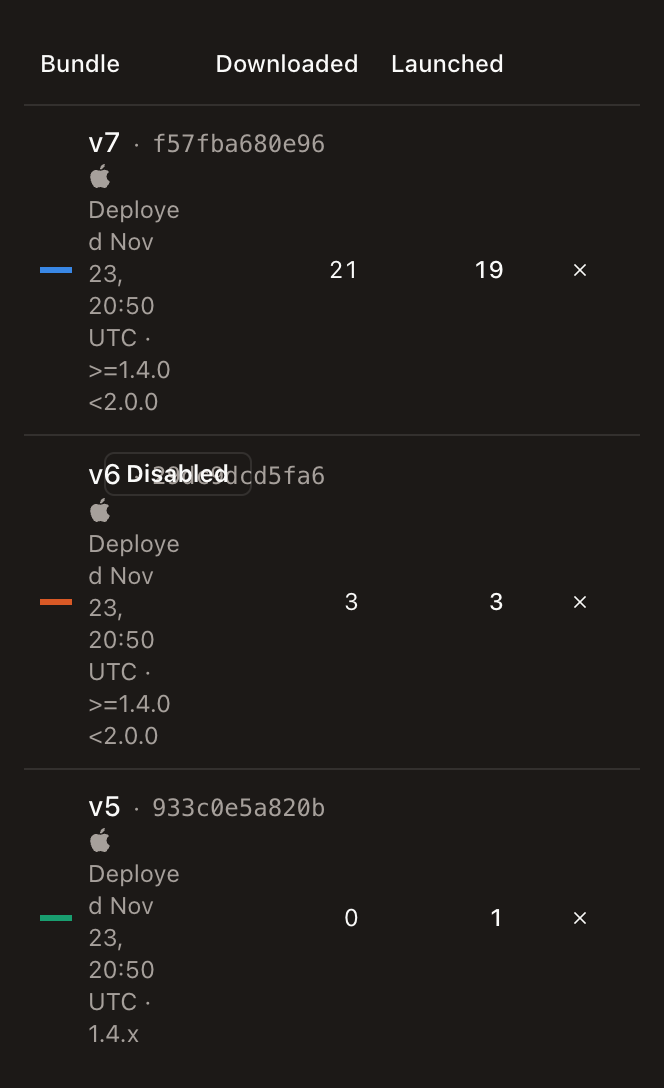 Bundle Downloaded Launched
v7 · f57fba680e96
Deploye
d Nov
23,
21 19 ×
20:50
UTC ·
>=1.4.0
<2.0.0
v6 Disabled dcd5fa6
Deploye
d Nov
23,
3 3 ×
20:50
UTC ·
>=1.4.0
<2.0.0
v5 · 933c0e5a820b
Deploye
d Nov
0 1 ×
23,
20:50
UTC ·
1.4.x